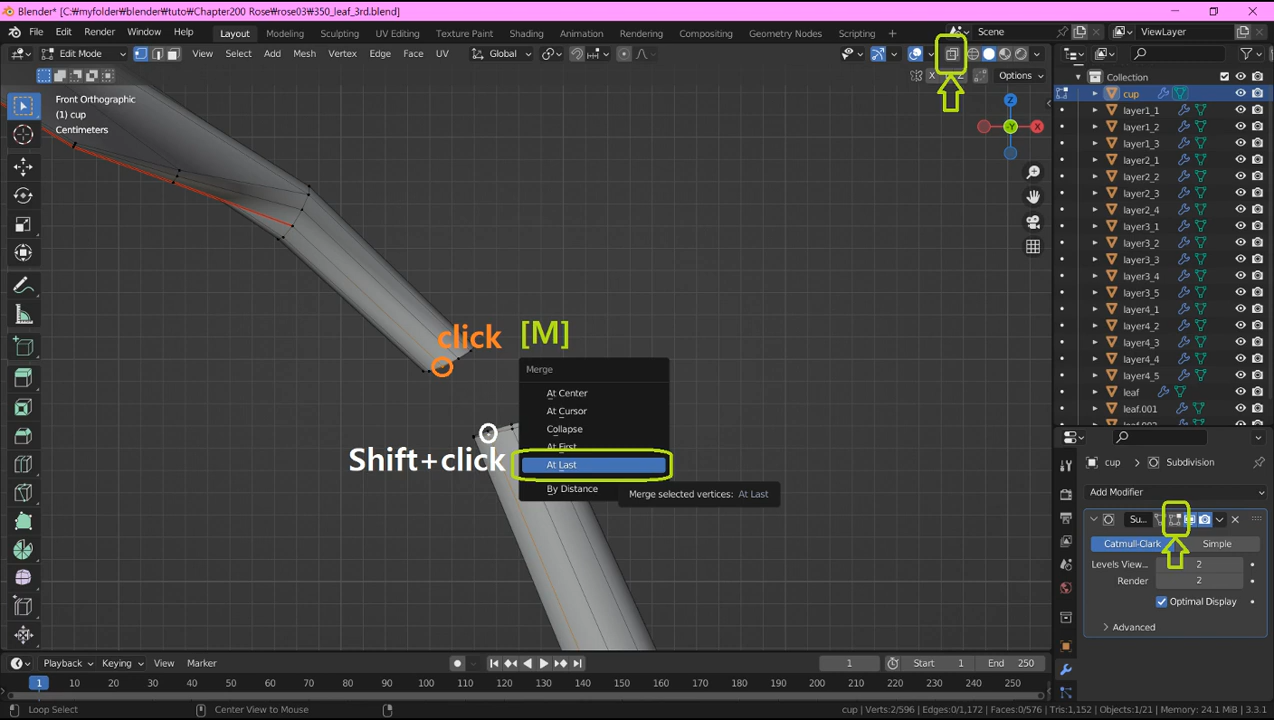 Blender* [C:₩myfolder₩blender₩tuto₩Chapter200 Rose₩rose03₩350_leaf_3rd.blend]
File Edit Render Window Help Layout Modeling Sculpting UV Editing Texture Paint Shading Animation Rendering Compositing Geometry Nodes Scripting Scene ViewLayer
Edit Mode View Select Add Mesh Vertex Edge Face UV Global
X Z Options
Front Orthographic
(1) cup
Centimeters
Z
Y
X
Collection
cup
layer1_1
layer1_2
layer1_3
layer2_1
layer2_2
layer2_3
layer2_4
layer3_1
layer3_2
layer3_3
layer3_4
layer3_5
layer4_1
layer4_2
layer4_3
layer4_4
layer4_5
leaf
leaf.001
click [M]
Merge
At Center
At Cursor
Collapse
At First
At Last
By Distance
Shift+click
Merge selected vertices: At Last
cup Subdivision
Add Modifier
Su...
Catmull-Clark Simple
Levels View... 2
Render 2
Optimal Display
Advanced
Playback Keying View Marker 1 Start 1 End 250
1 10 20 30 40 50 60 70 80 90 100 110 120 130 140 150 160 170 180 190 200 210 220 230 240 250
Loop Select Center View to Mouse cup | Verts:2/596 | Edges:0/1,172 | Faces:0/576 | Tris:1,152 | Objects:1/21 | Memory: 24.1 MiB | 3.3.1